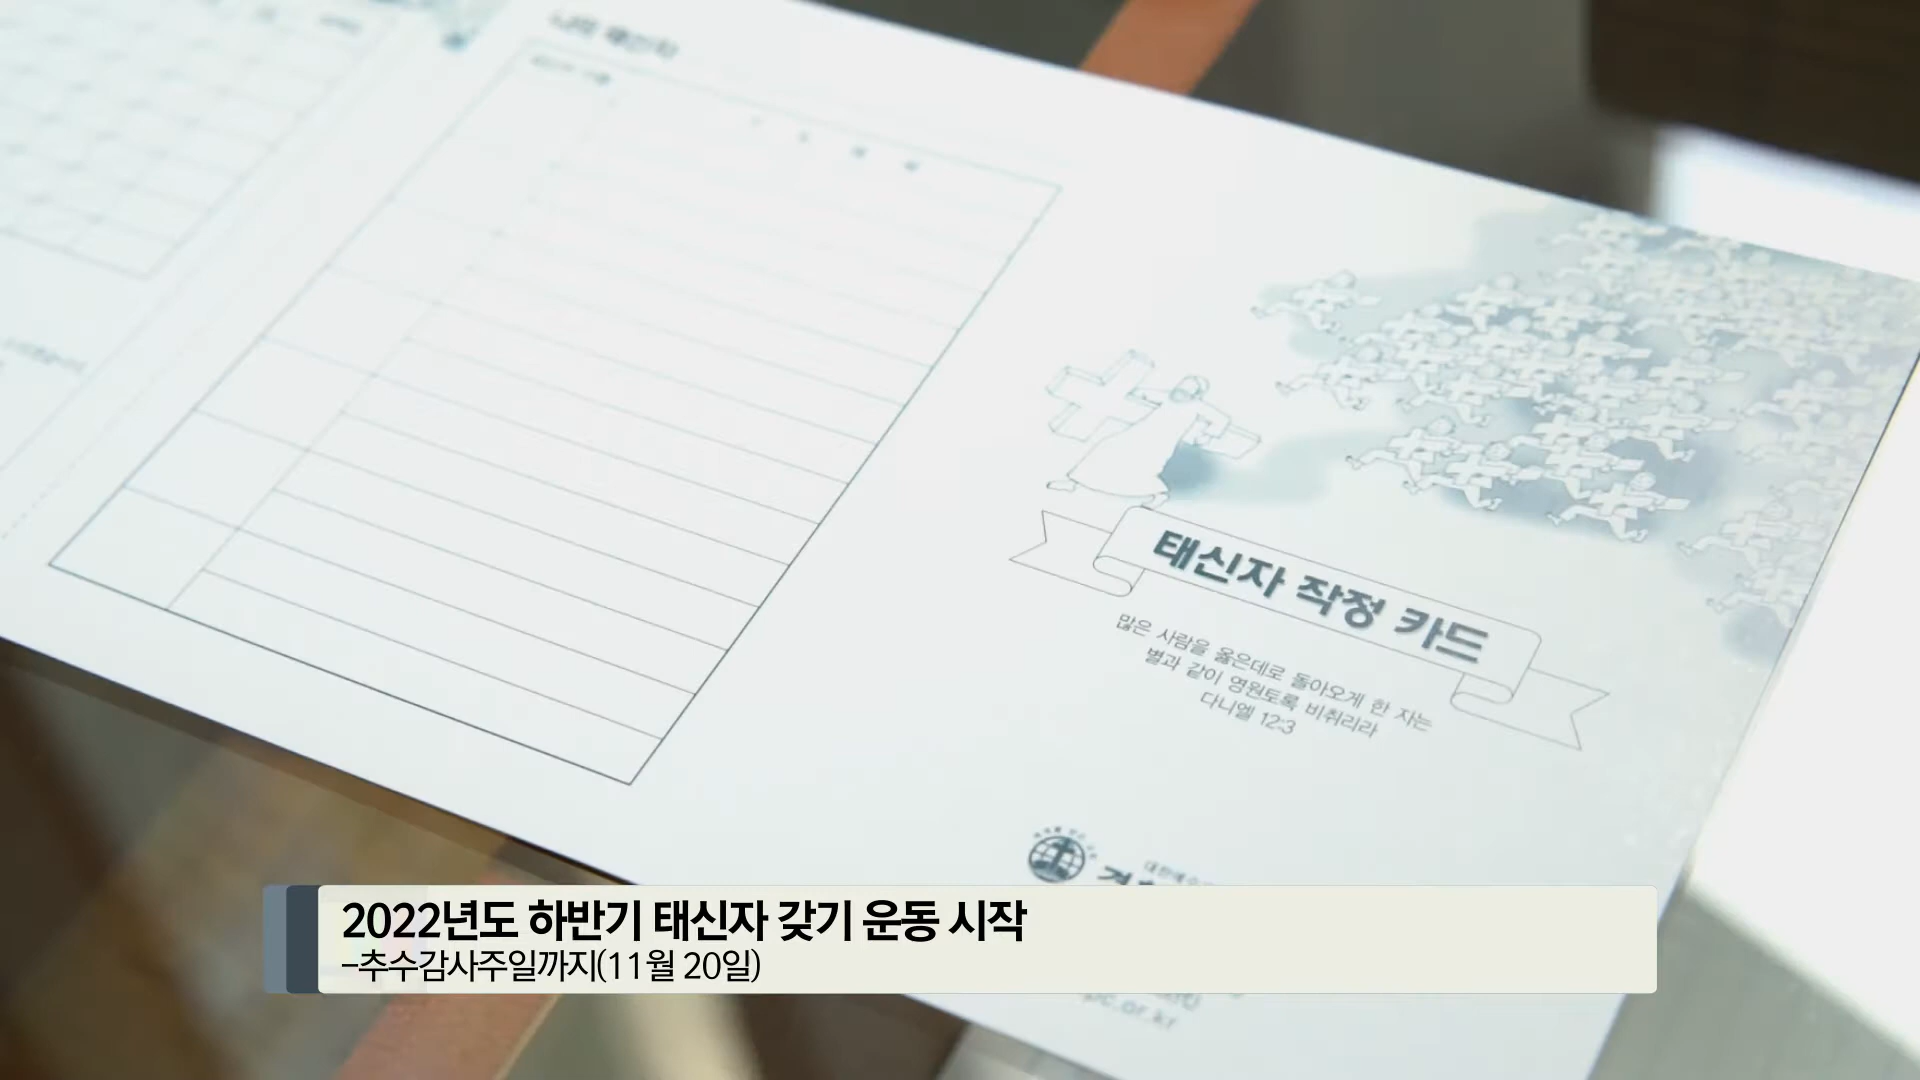 태신자 작정 카드
많은 사람을 옳은데로 돌아오게 한 자는
별과 같이 영원토록 비취리라
다니엘 12:3
2022년도 하반기 태신자 갖기 운동 시작
-추수감사주일까지(11월 20일)